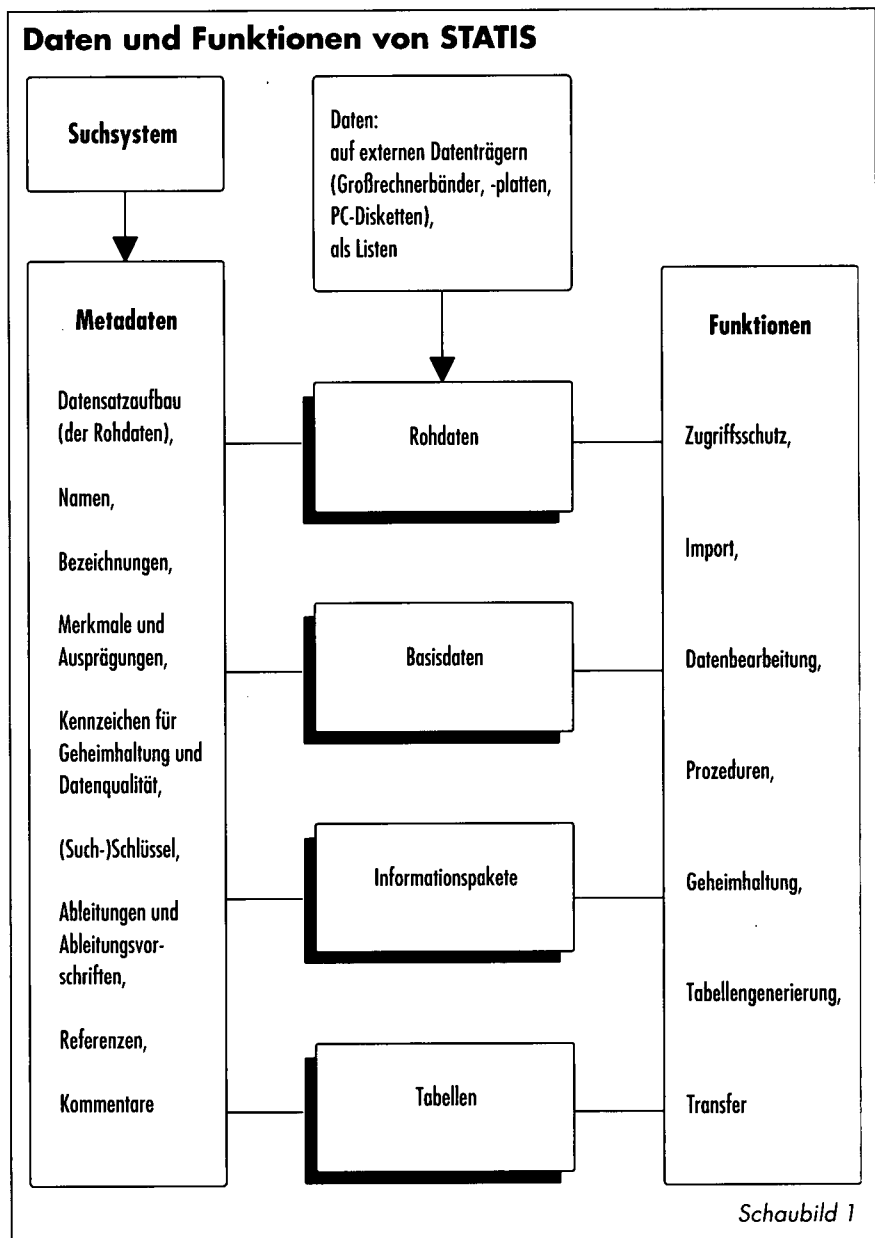 Daten und Funktionen von STATIS
Suchsystem
Daten:
auf externen Datenträgern
(Großrechnerbänder, -platten,
PC-Disketten),
als Listen
Metadaten
Datensatzaufbau
(der Rohdaten),
Namen,
Bezeichnungen,
Merkmale und
Ausprägungen,
Kennzeichen für
Geheimhaltung und
Datenqualität,
(Such-)Schlüssel,
Ableitungen und
Ableitungsvor-
schriften,
Referenzen,
Kommentare
Rohdaten
Basisdaten
Informationspakete
Tabellen
Funktionen
Zugriffsschutz,
Import,
Datenbearbeitung,
Prozeduren,
Geheimhaltung,
Tabellengenerierung,
Transfer
Schaubild 1